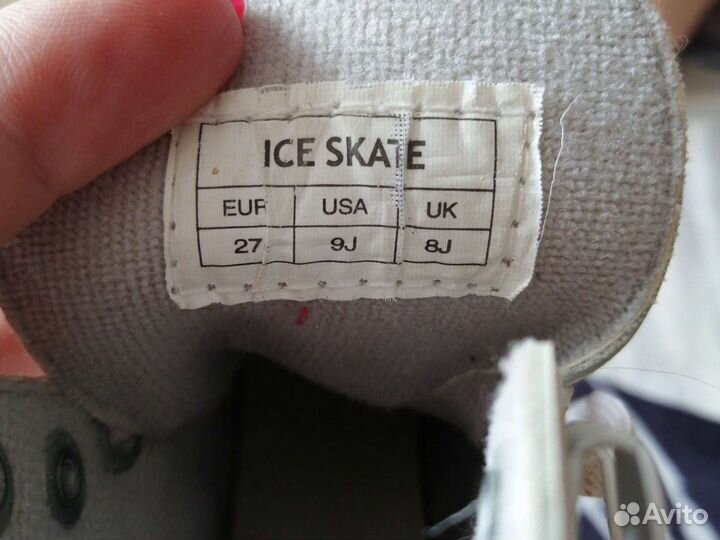 ICE SKATE
EUR USA UK
27 9J 8J
Avito